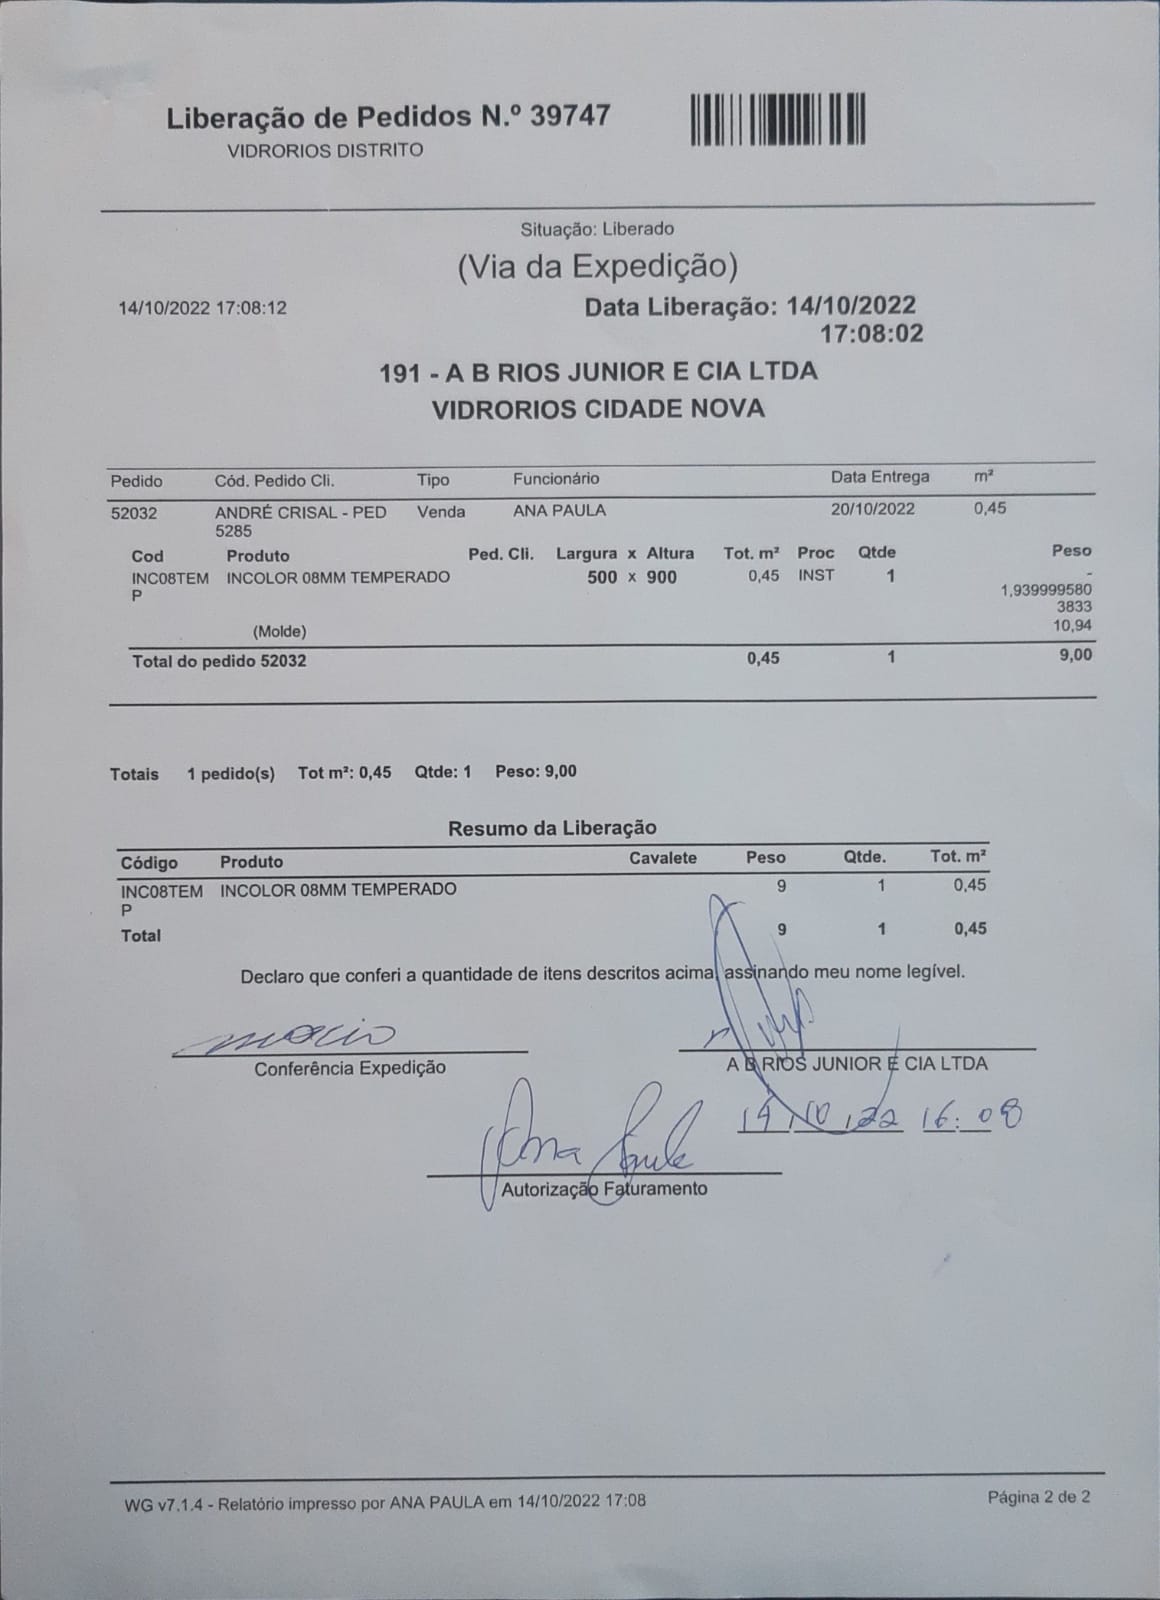 Liberação de Pedidos N.º 39747
VIDRORIOS DISTRITO
Situação: Liberado
(Via da Expedição)
14/10/2022 17:08:12 Data Liberação: 14/10/2022
17:08:02
191 - A B RIOS JUNIOR E CIA LTDA
VIDRORIOS CIDADE NOVA
Pedido Cód. Pedido Cli. Tipo Funcionário Data Entrega m²
52032 ANDRÉ CRISAL - PED Venda ANA PAULA 20/10/2022 0,45
5285
Cod Produto Ped. Cli. Largura x Altura Tot. m² Proc Qtde Peso
INC08TEM INCOLOR 08MM TEMPERADO 500 x 900 0,45 INST 1 -
P 1,939999580
3833
(Molde) 10,94
Total do pedido 52032 0,45 1 9,00
Totais 1 pedido(s) Tot m²: 0,45 Qtde: 1 Peso: 9,00
Resumo da Liberação
Código Produto Cavalete Peso Qtde. Tot. m²
INC08TEM INCOLOR 08MM TEMPERADO 9 1 0,45
P
Total 9 1 0,45
Declaro que conferi a quantidade de itens descritos acima, assinando meu nome legível.
Conferência Expedição A B RIOS JUNIOR E CIA LTDA
16:08
Ana Paula
Autorização Faturamento
WG v7.1.4 - Relatório impresso por ANA PAULA em 14/10/2022 17:08 Página 2 de 2